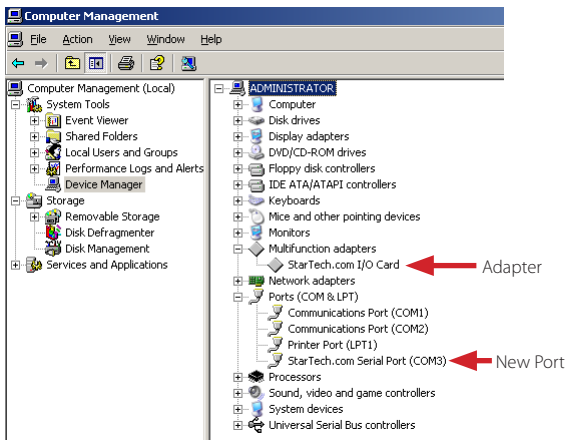 Computer Management
File Action View Window Help
Computer Management (Local)
System Tools
Event Viewer
Shared Folders
Local Users and Groups
Performance Logs and Alerts
Device Manager
Storage
Removable Storage
Disk Defragmenter
Disk Management
Services and Applications
ADMINISTRATOR
Computer
Disk drives
Display adapters
DVD/CD-ROM drives
Floppy disk controllers
IDE ATA/ATAPI controllers
Keyboards
Mice and other pointing devices
Monitors
Multifunction adapters
StarTech.com I/O Card
Adapter
Network adapters
Ports (COM & LPT)
Communications Port (COM1)
Communications Port (COM2)
Printer Port (LPT1)
StarTech.com Serial Port (COM3)
New Port
Processors
Sound, video and game controllers
System devices
Universal Serial Bus controllers